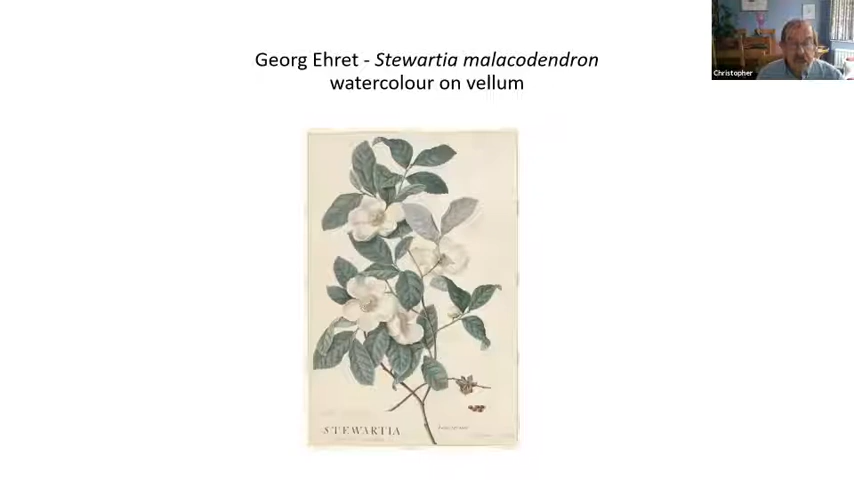 Georg Ehret - Stewartia malacodendron
watercolour on vellum
Christopher
STEWARTIA